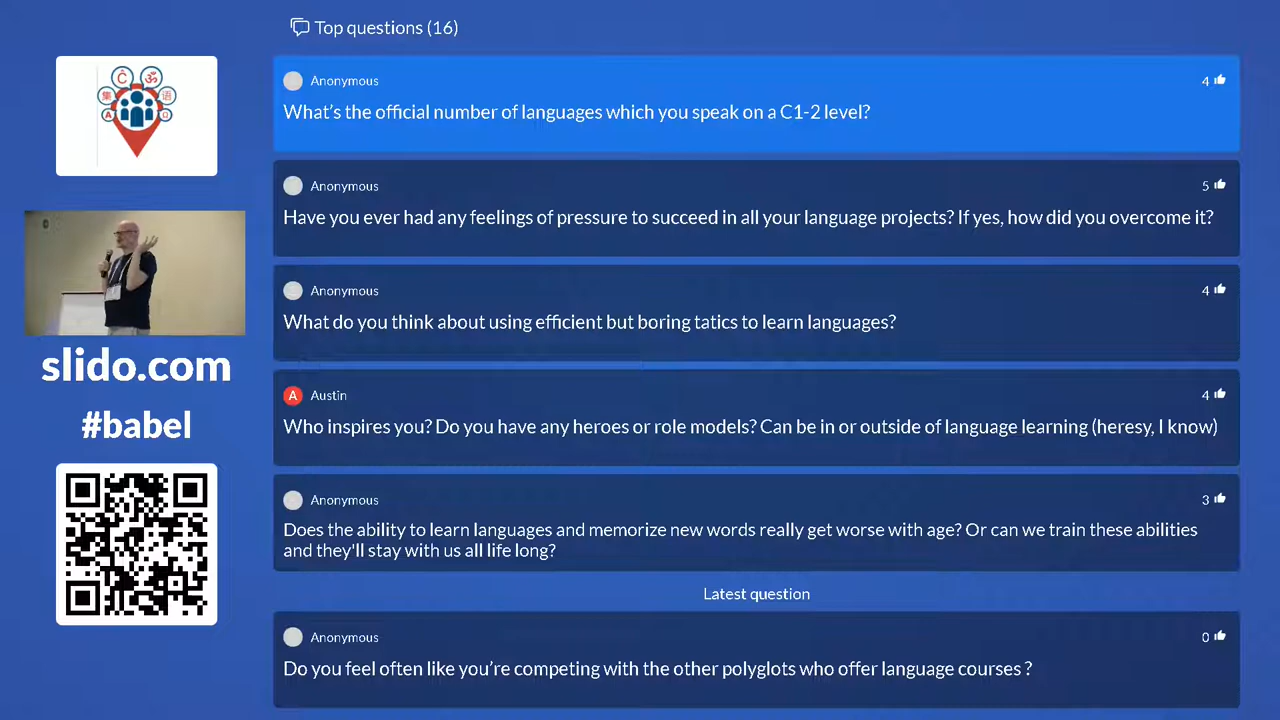 Top questions (16)
Anonymous
4
What's the official number of languages which you speak on a C1-2 level?
Anonymous
5
Have you ever had any feelings of pressure to succeed in all your language projects? If yes, how did you overcome it?
Anonymous
4
What do you think about using efficient but boring tatics to learn languages?
A
Austin
4
Who inspires you? Do you have any heroes or role models? Can be in or outside of language learning (heresy, I know)
Anonymous
3
Does the ability to learn languages and memorize new words really get worse with age? Or can we train these abilities
and they'll stay with us all life long?
Latest question
Anonymous
0
Do you feel often like you're competing with the other polyglots who offer language courses ?
Ĉ
ॐ
集
语
A
slido.com
#babel